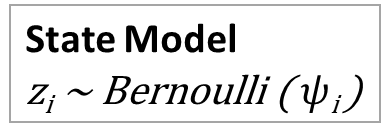 State Model
zᵢ ~ Bernoulli (ψᵢ)